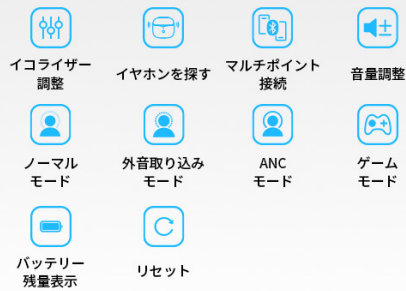 イコライザー
調整
イヤホンを探す
マルチポイント
接続
音量調整
ノーマル
モード
外音取り込み
モード
ANC
モード
ゲーム
モード
バッテリー
残量表示
リセット